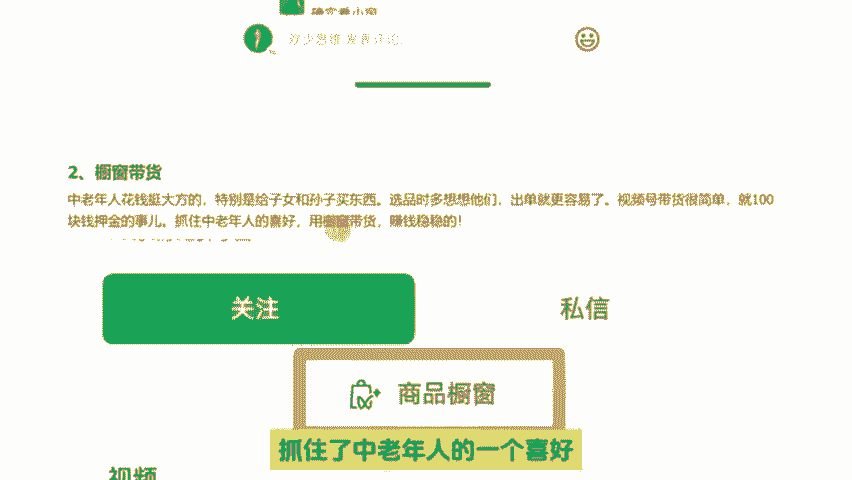 2、橱窗带货
中老年人花钱挺大方的，特别是给子女和孙子买东西。选品时多想想他们，出单就更容易了。视频号带货很简单，就100
块钱押金的事儿。抓住中老年人的喜好，用橱窗带货，赚钱稳稳的！
关注
私信
商品橱窗
抓住了中老年人的一个喜好
视频